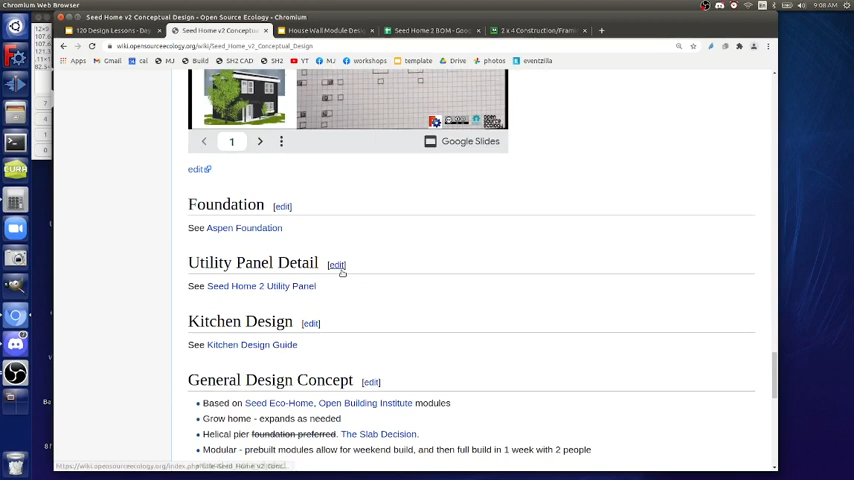 Chromium Web Browser
9:08 AM
Seed Home v2 Conceptual Design - Open Source Ecology - Chromium
120 Design Lessons - Day
Seed Home v2 Conceptual
House Wall Module Design
Seed Home 2 BOM - Goog
2 x 4 Construction/Frami
wiki.opensourceecology.org/wiki/Seed_Home_v2_Conceptual_Design
Apps
Gmail
cal
MJ
Build
SH2 CAD
SH2
YT
MJ
workshops
template
Drive
photos
eventzilla
1
Google Slides
edit
Foundation [edit]
See Aspen Foundation
Utility Panel Detail [edit]
See Seed Home 2 Utility Panel
Kitchen Design [edit]
See Kitchen Design Guide
General Design Concept [edit]
Based on Seed Eco-Home, Open Building Institute modules
Grow home - expands as needed
Helical pier foundation preferred. The Slab Decision.
Modular - prebuilt modules allow for weekend build, and then full build in 1 week with 2 people